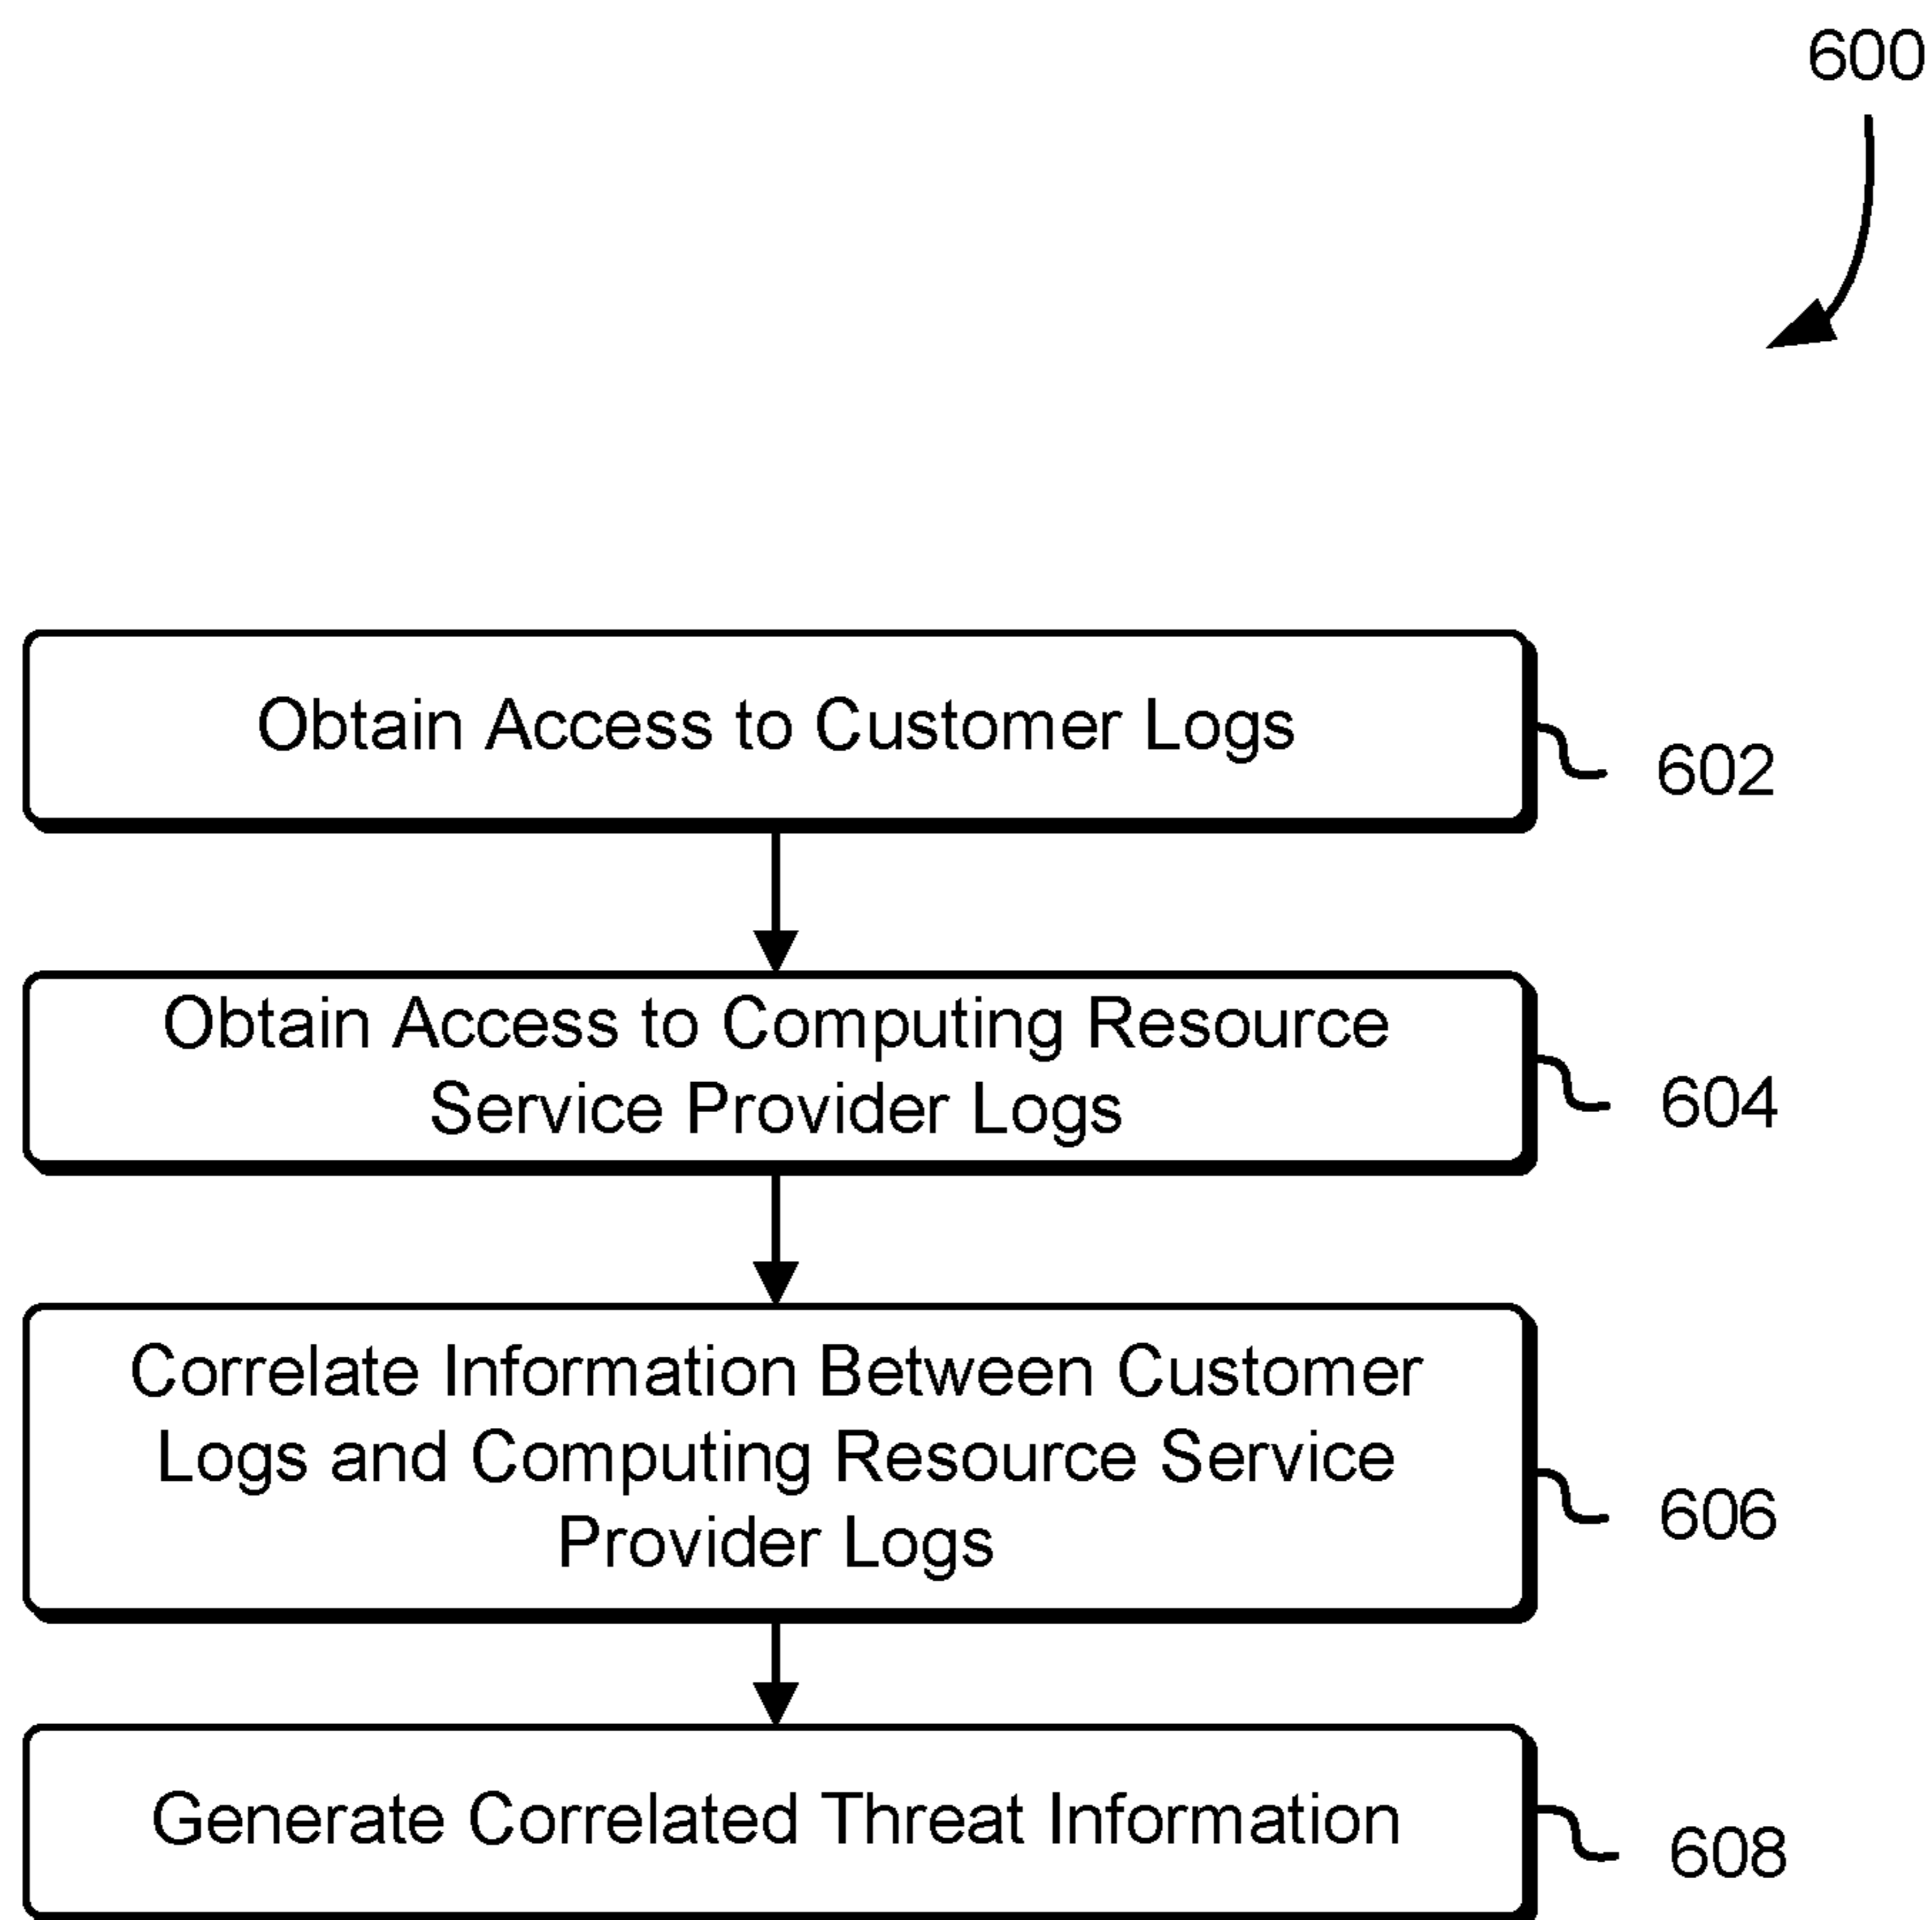 600
Obtain Access to Customer Logs
602
Obtain Access to Computing Resource
Service Provider Logs
604
Correlate Information Between Customer
Logs and Computing Resource Service
Provider Logs
606
Generate Correlated Threat Information
608